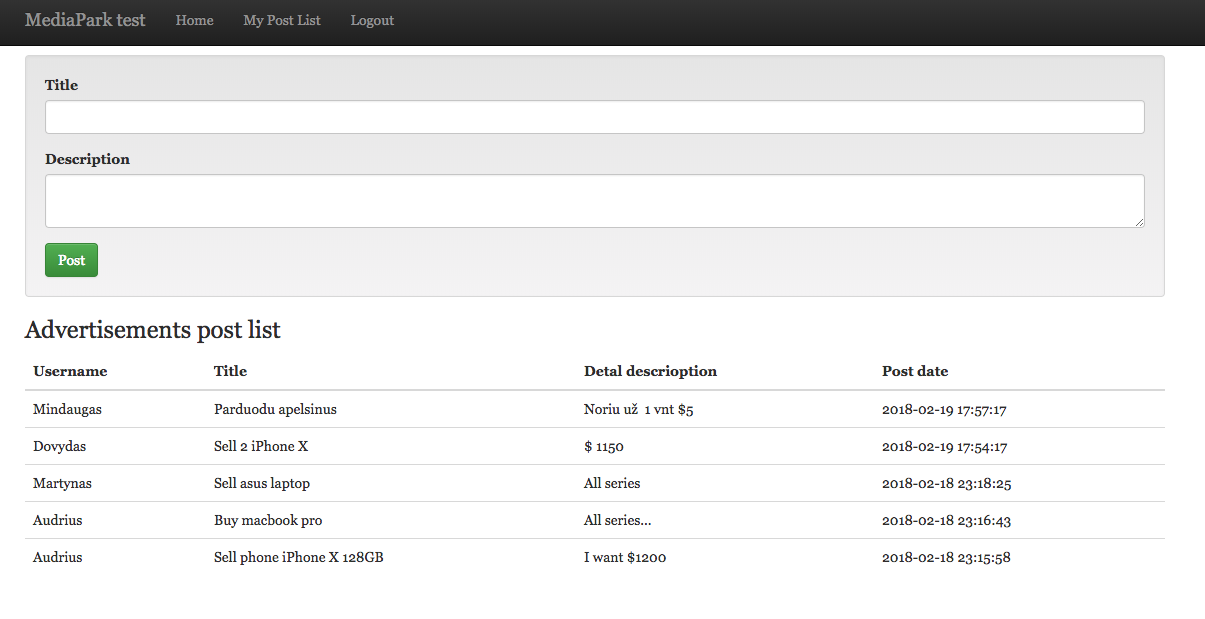 MediaPark test Home My Post List Logout
Title
Description
Post
Advertisements post list
Username Title Detal descrioption Post date
Mindaugas Parduodu apelsinus Noriu už 1 vnt $5 2018-02-19 17:57:17
Dovydas Sell 2 iPhone X $ 1150 2018-02-19 17:54:17
Martynas Sell asus laptop All series 2018-02-18 23:18:25
Audrius Buy macbook pro All series... 2018-02-18 23:16:43
Audrius Sell phone iPhone X 128GB I want $1200 2018-02-18 23:15:58